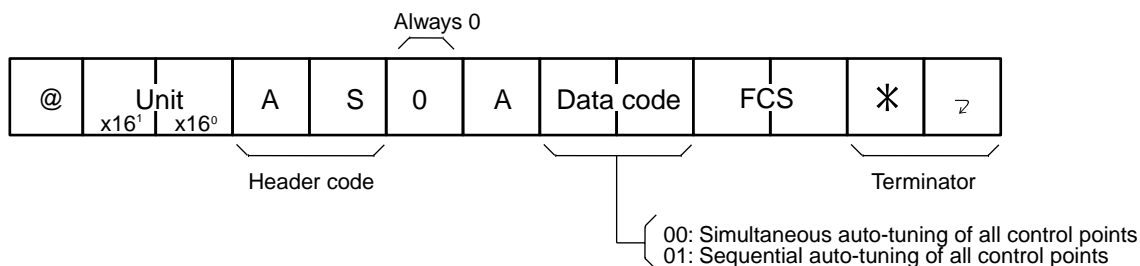 Always 0
@ Unit A S 0 A Data code FCS * ↵
x16¹ x16⁰
Header code Terminator
00: Simultaneous auto-tuning of all control points
01: Sequential auto-tuning of all control points